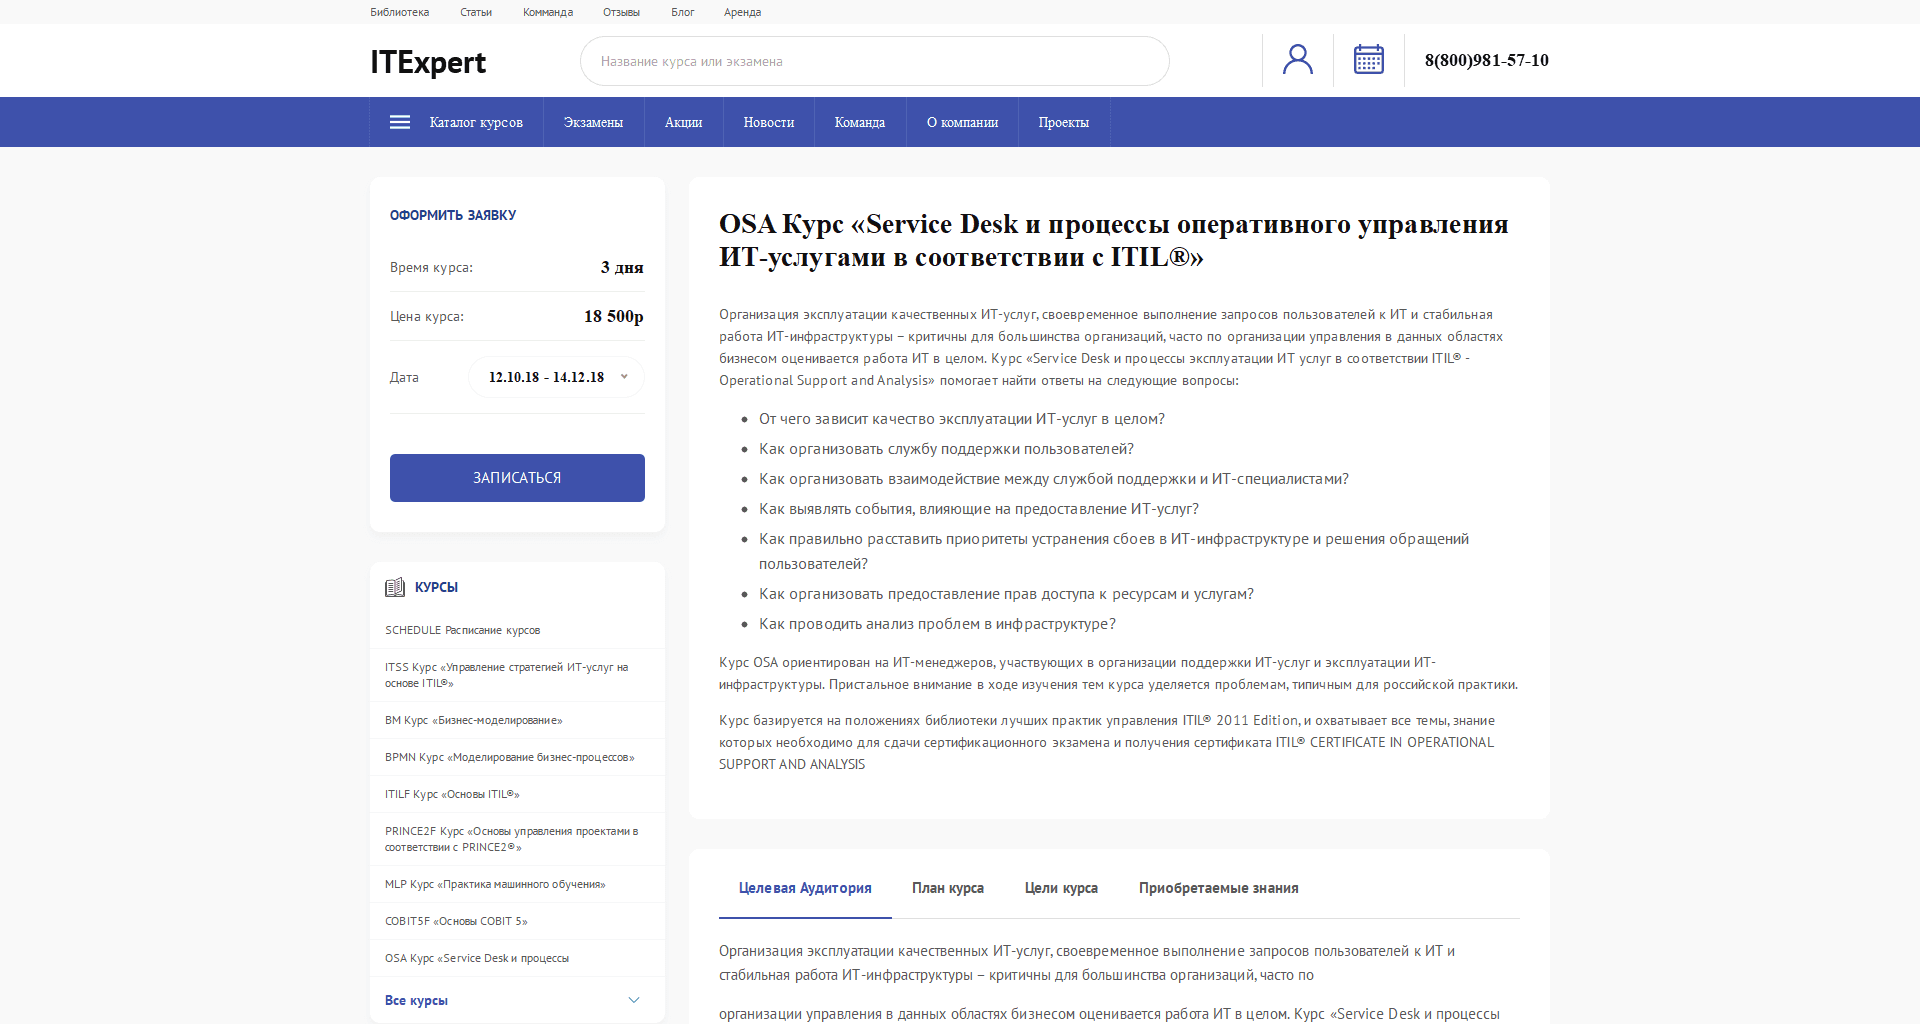 Библиотека Статьи Комманда Отзывы Блог Аренда
ITExpert
Название курса или экзамена
8(800)981-57-10
Каталог курсов Экзамены Акции Новости Команда О компании Проекты
ОФОРМИТЬ ЗАЯВКУ
Время курса: 3 дня
Цена курса: 18 500р
Дата 12.10.18 - 14.12.18
ЗАПИСАТЬСЯ
КУРСЫ
SCHEDULE Расписание курсов
ITSS Курс «Управление стратегией ИТ-услуг на
основе ITIL®»
BM Курс «Бизнес-моделирование»
BPMN Курс «Моделирование бизнес-процессов»
ITILF Курс «Основы ITIL®»
PRINCE2F Курс «Основы управления проектами в
соответствии с PRINCE2®»
MLP Курс «Практика машинного обучения»
COBIT5F «Основы COBIT 5»
OSA Курс «Service Desk и процессы
Все курсы
OSA Курс «Service Desk и процессы оперативного управления
ИТ-услугами в соответствии с ITIL®»
Организация эксплуатации качественных ИТ-услуг, своевременное выполнение запросов пользователей к ИТ и стабильная
работа ИТ-инфраструктуры – критичны для большинства организаций, часто по организации управления в данных областях
бизнесом оценивается работа ИТ в целом. Курс «Service Desk и процессы эксплуатации ИТ услуг в соответствии ITIL® -
Operational Support and Analysis» помогает найти ответы на следующие вопросы:
• От чего зависит качество эксплуатации ИТ-услуг в целом?
• Как организовать службу поддержки пользователей?
• Как организовать взаимодействие между службой поддержки и ИТ-специалистами?
• Как выявлять события, влияющие на предоставление ИТ-услуг?
• Как правильно расставить приоритеты устранения сбоев в ИТ-инфраструктуре и решения обращений
пользователей?
• Как организовать предоставление прав доступа к ресурсам и услугам?
• Как проводить анализ проблем в инфраструктуре?
Курс OSA ориентирован на ИТ-менеджеров, участвующих в организации поддержки ИТ-услуг и эксплуатации ИТ-
инфраструктуры. Пристальное внимание в ходе изучения тем курса уделяется проблемам, типичным для российской практики.
Курс базируется на положениях библиотеки лучших практик управления ITIL® 2011 Edition, и охватывает все темы, знание
которых необходимо для сдачи сертификационного экзамена и получения сертификата ITIL® CERTIFICATE IN OPERATIONAL
SUPPORT AND ANALYSIS
Целевая Аудитория План курса Цели курса Приобретаемые знания
Организация эксплуатации качественных ИТ-услуг, своевременное выполнение запросов пользователей к ИТ и
стабильная работа ИТ-инфраструктуры – критичны для большинства организаций, часто по
организации управления в данных областях бизнесом оценивается работа ИТ в целом. Курс «Service Desk и процессы